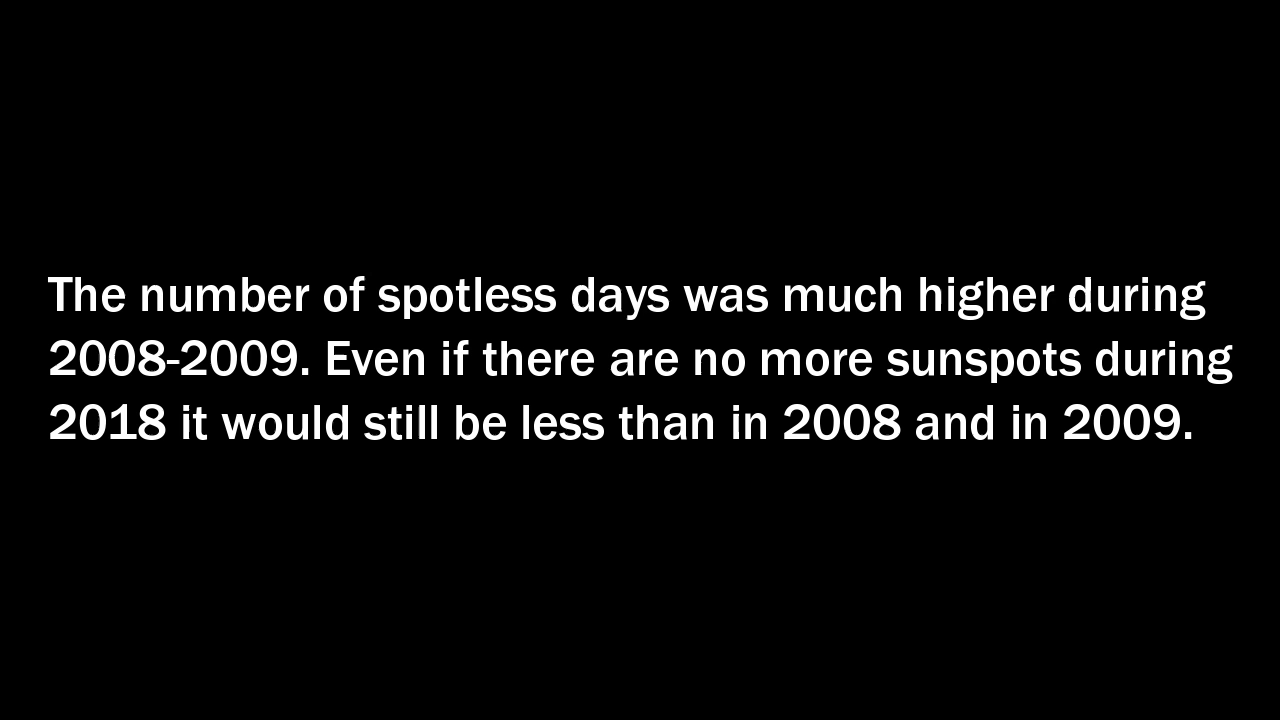 The number of spotless days was much higher during
2008-2009. Even if there are no more sunspots during
2018 it would still be less than in 2008 and in 2009.